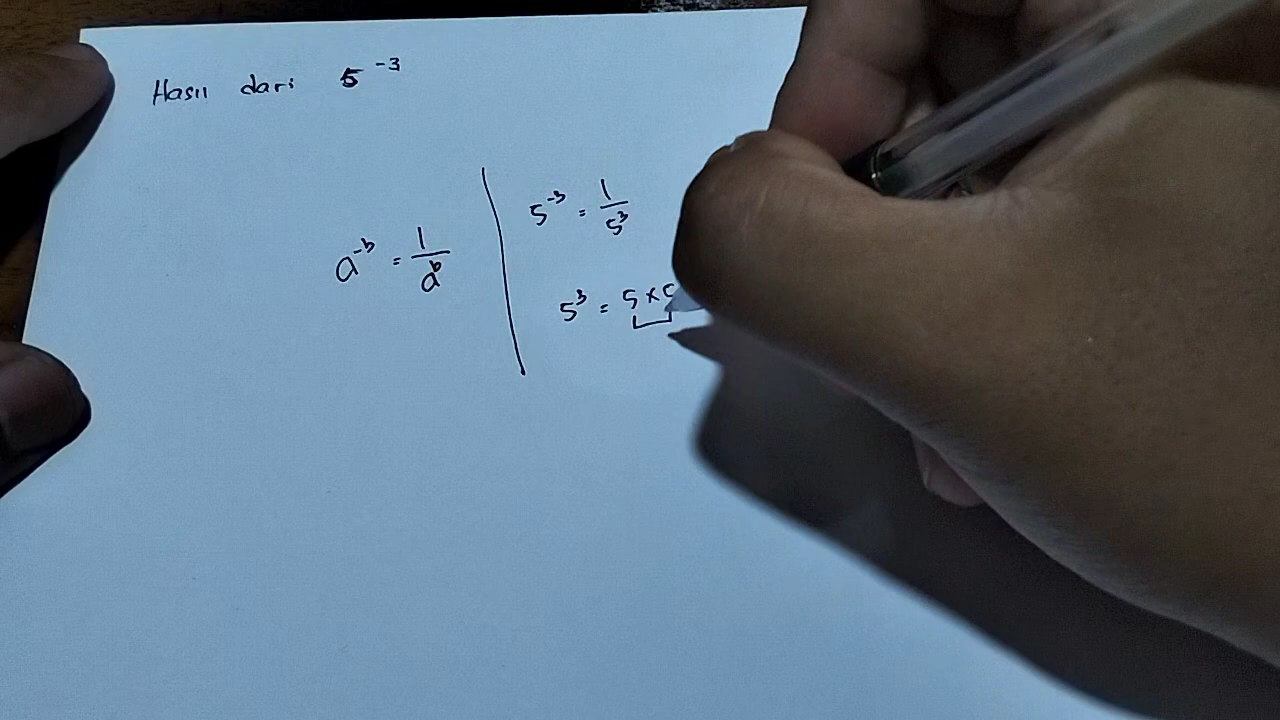 Hasil dari 5⁻³
a⁻ᵇ = 1/aᵇ
5⁻³ = 1/5³
5³ = 5 × 5